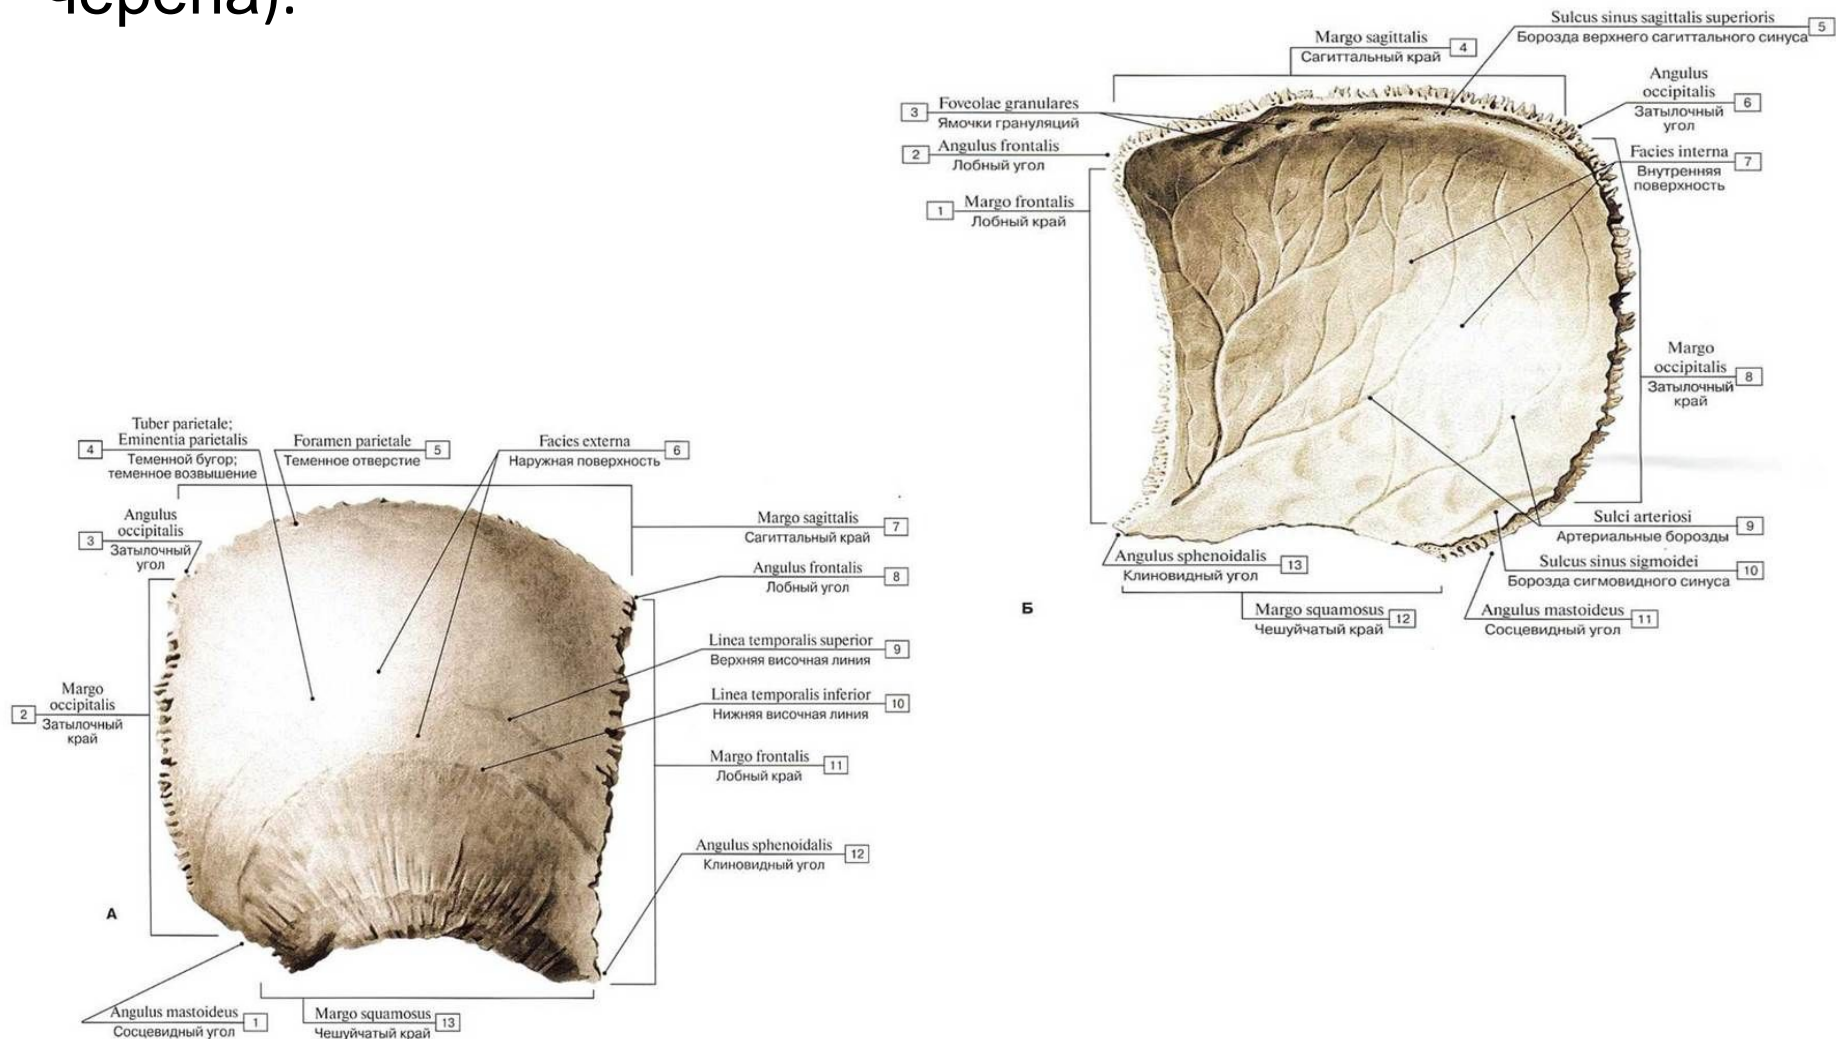 черепа).
Margo sagittalis
Сагиттальный край
4
Sulcus sinus sagittalis superioris
Борозда верхнего сагиттального синуса
5
3
Foveolae granulares
Ямочки грануляций
2
Angulus frontalis
Лобный угол
1
Margo frontalis
Лобный край
Angulus
occipitalis
Затылочный
угол
6
Facies interna
Внутренняя
поверхность
7
Margo
occipitalis
Затылочный
край
8
Sulci arteriosi
Артериальные борозды
9
Sulcus sinus sigmoidei
Борозда сигмовидного синуса
10
Angulus mastoideus
Сосцевидный угол
11
Angulus sphenoidalis
Клиновидный угол
13
Margo squamosus
Чешуйчатый край
12
Б
4
Tuber parietale;
Eminentia parietalis
Теменной бугор;
теменное возвышение
Foramen parietale
Теменное отверстие
5
Facies externa
Наружная поверхность
6
3
Angulus
occipitalis
Затылочный
угол
2
Margo
occipitalis
Затылочный
край
Margo sagittalis
Сагиттальный край
7
Angulus frontalis
Лобный угол
8
Linea temporalis superior
Верхняя височная линия
9
Linea temporalis inferior
Нижняя височная линия
10
Margo frontalis
Лобный край
11
Angulus sphenoidalis
Клиновидный угол
12
А
Angulus mastoideus
Сосцевидный угол
1
Margo squamosus
Чешуйчатый край
13